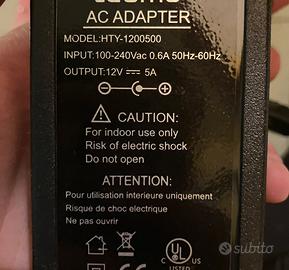 AC ADAPTER
MODEL:HTY-1200500
INPUT:100-240Vac 0.6A 50Hz-60Hz
OUTPUT:12V⎓ 5A
CAUTION:
For indoor use only
Risk of electric shock
Do not open
ATTENTION:
Pour utilisation interieure uniquement
Risque de choc electrique
Ne pas ouvrir
c UL US
LISTED
subito